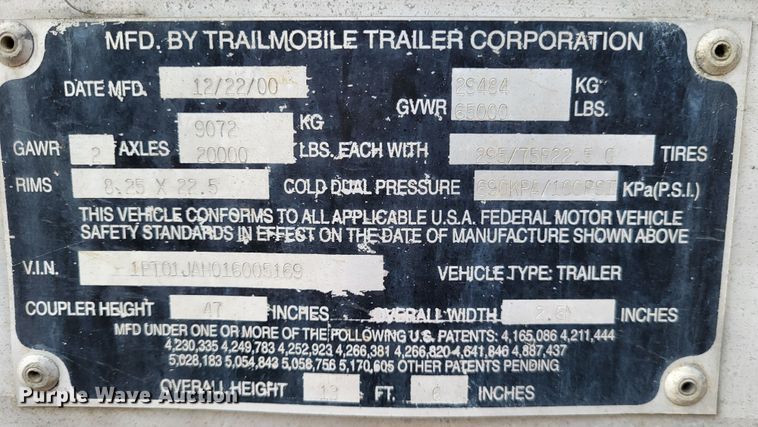 MFD. BY TRAILMOBILE TRAILER CORPORATION
DATE MFD. 12/22/00 GVWR 29484 KG 65000 LBS.
GAWR 2 AXLES 9072 KG 20000 LBS. EACH WITH 295/75R22.5 G TIRES
RIMS 8.25 X 22.5 COLD DUAL PRESSURE 690KPA/100PSI KPa(P.S.I.)
THIS VEHICLE CONFORMS TO ALL APPLICABLE U.S.A. FEDERAL MOTOR VEHICLE
SAFETY STANDARDS IN EFFECT ON THE DATE OF MANUFACTURE SHOWN ABOVE
V.I.N. 1PT01JAH016005169 VEHICLE TYPE: TRAILER
COUPLER HEIGHT 47 INCHES OVERALL WIDTH INCHES
MFD UNDER ONE OR MORE OF THE FOLLOWING U.S. PATENTS: 4,165,086 4,211,444
4,230,335 4,249,783 4,252,923 4,266,381 4,266,820 4,641,846 4,887,437
5,028,183 5,054,843 5,058,756 5,170,605 OTHER PATENTS PENDING
OVERALL HEIGHT 13 FT. 6 INCHES
Purple Wave Auction